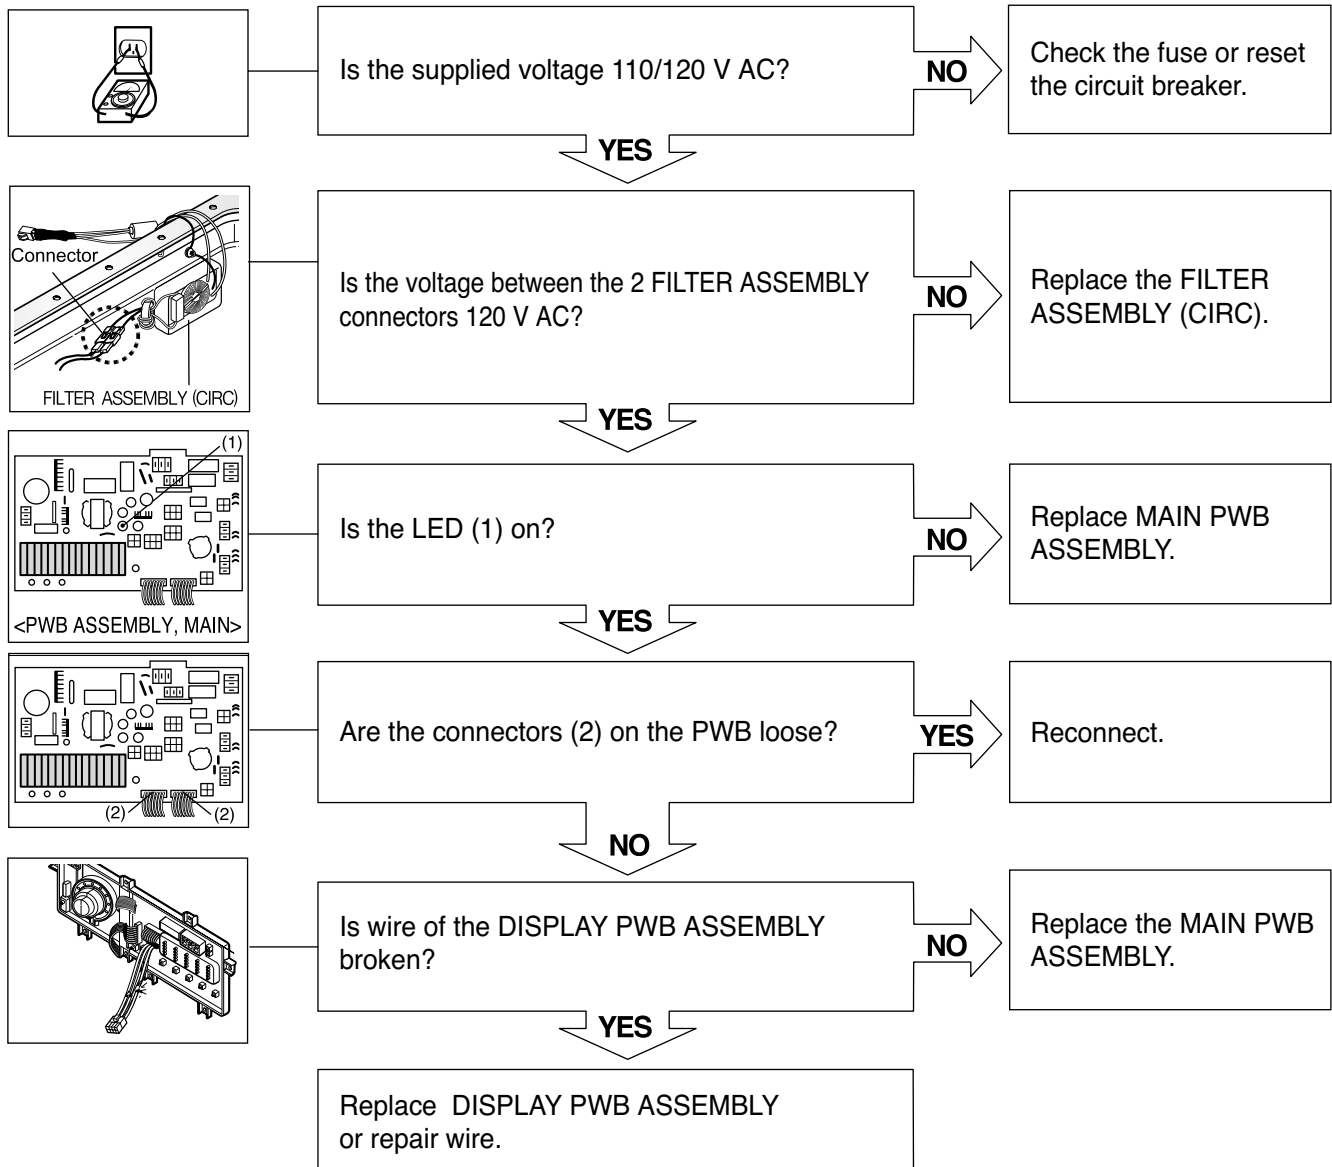 Is the supplied voltage 110/120 V AC?
NO
Check the fuse or reset
the circuit breaker.
YES
Connector
FILTER ASSEMBLY (CIRC)
Is the voltage between the 2 FILTER ASSEMBLY
connectors 120 V AC?
NO
Replace the FILTER
ASSEMBLY (CIRC).
YES
(1)
<PWB ASSEMBLY, MAIN>
Is the LED (1) on?
NO
Replace MAIN PWB
ASSEMBLY.
YES
(2) (2)
Are the connectors (2) on the PWB loose?
YES
Reconnect.
NO
Is wire of the DISPLAY PWB ASSEMBLY
broken?
NO
Replace the MAIN PWB
ASSEMBLY.
YES
Replace DISPLAY PWB ASSEMBLY
or repair wire.